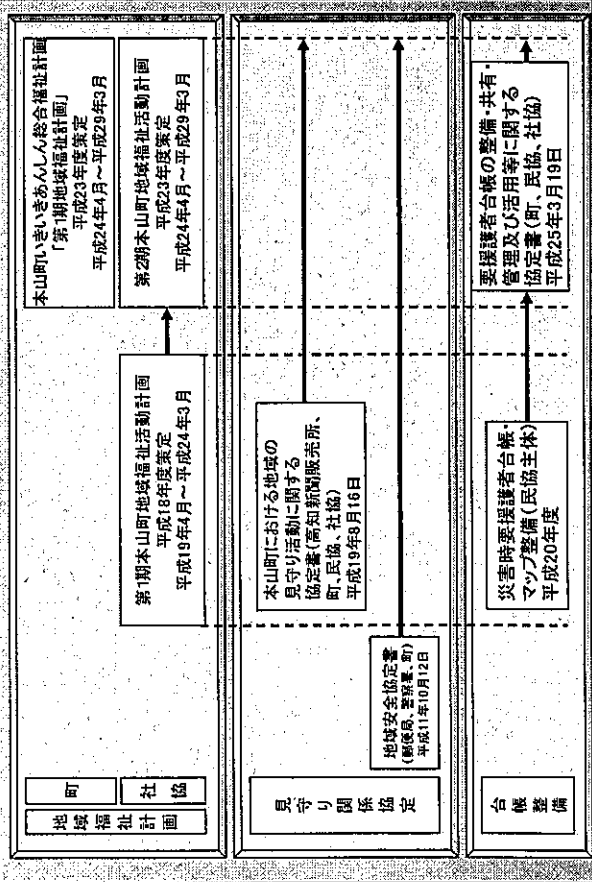 地域福祉計画
町
社協
本山町いきいきあんしん総合福祉計画
「第1期地域福祉計画」
平成23年度策定
平成24年4月～平成29年3月
第1期本山町地域福祉活動計画
平成18年度策定
平成19年4月～平成24年3月
第2期本山町地域福祉活動計画
平成23年度策定
平成24年4月～平成29年3月
見守り関係協定
本山町における地域の
見守り活動に関する
協定書(高知新聞販売所、
町、民協、社協)
平成19年8月16日
地域安全協定書
(郵便局、警察署、町)
平成11年10月12日
台帳整備
災害時要援護者台帳・
マップ整備(民協主体)
平成20年度
要援護者台帳の整備・共有・
管理及び活用等に関する
協定書(町、民協、社協)
平成25年3月19日